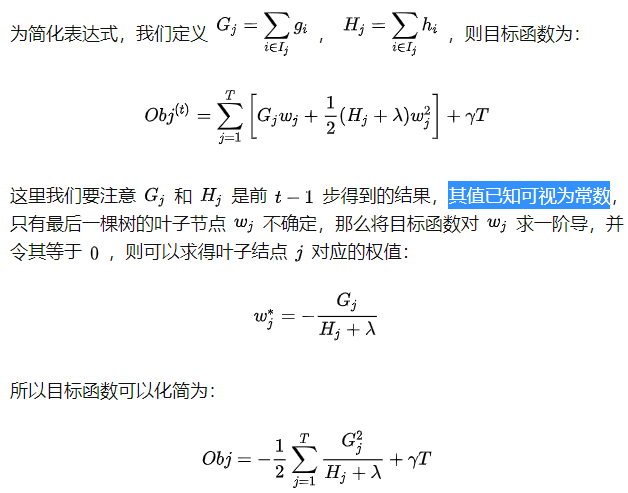 为简化表达式，我们定义 $G_j = \sum_{i \in I_j} g_i$ ， $H_j = \sum_{i \in I_j} h_i$ ，则目标函数为：
$Obj^{(t)} = \sum_{j=1}^{T} \left[ G_j w_j + \frac{1}{2}(H_j + \lambda) w_j^2 \right] + \gamma T$
这里我们要注意 $G_j$ 和 $H_j$ 是前 $t-1$ 步得到的结果，其值已知可视为常数，
只有最后一棵树的叶子节点 $w_j$ 不确定，那么将目标函数对 $w_j$ 求一阶导，并
令其等于 $0$ ，则可以求得叶子结点 $j$ 对应的权值：
$w_j^* = -\frac{G_j}{H_j + \lambda}$
所以目标函数可以化简为：
$Obj = -\frac{1}{2} \sum_{j=1}^{T} \frac{G_j^2}{H_j + \lambda} + \gamma T$